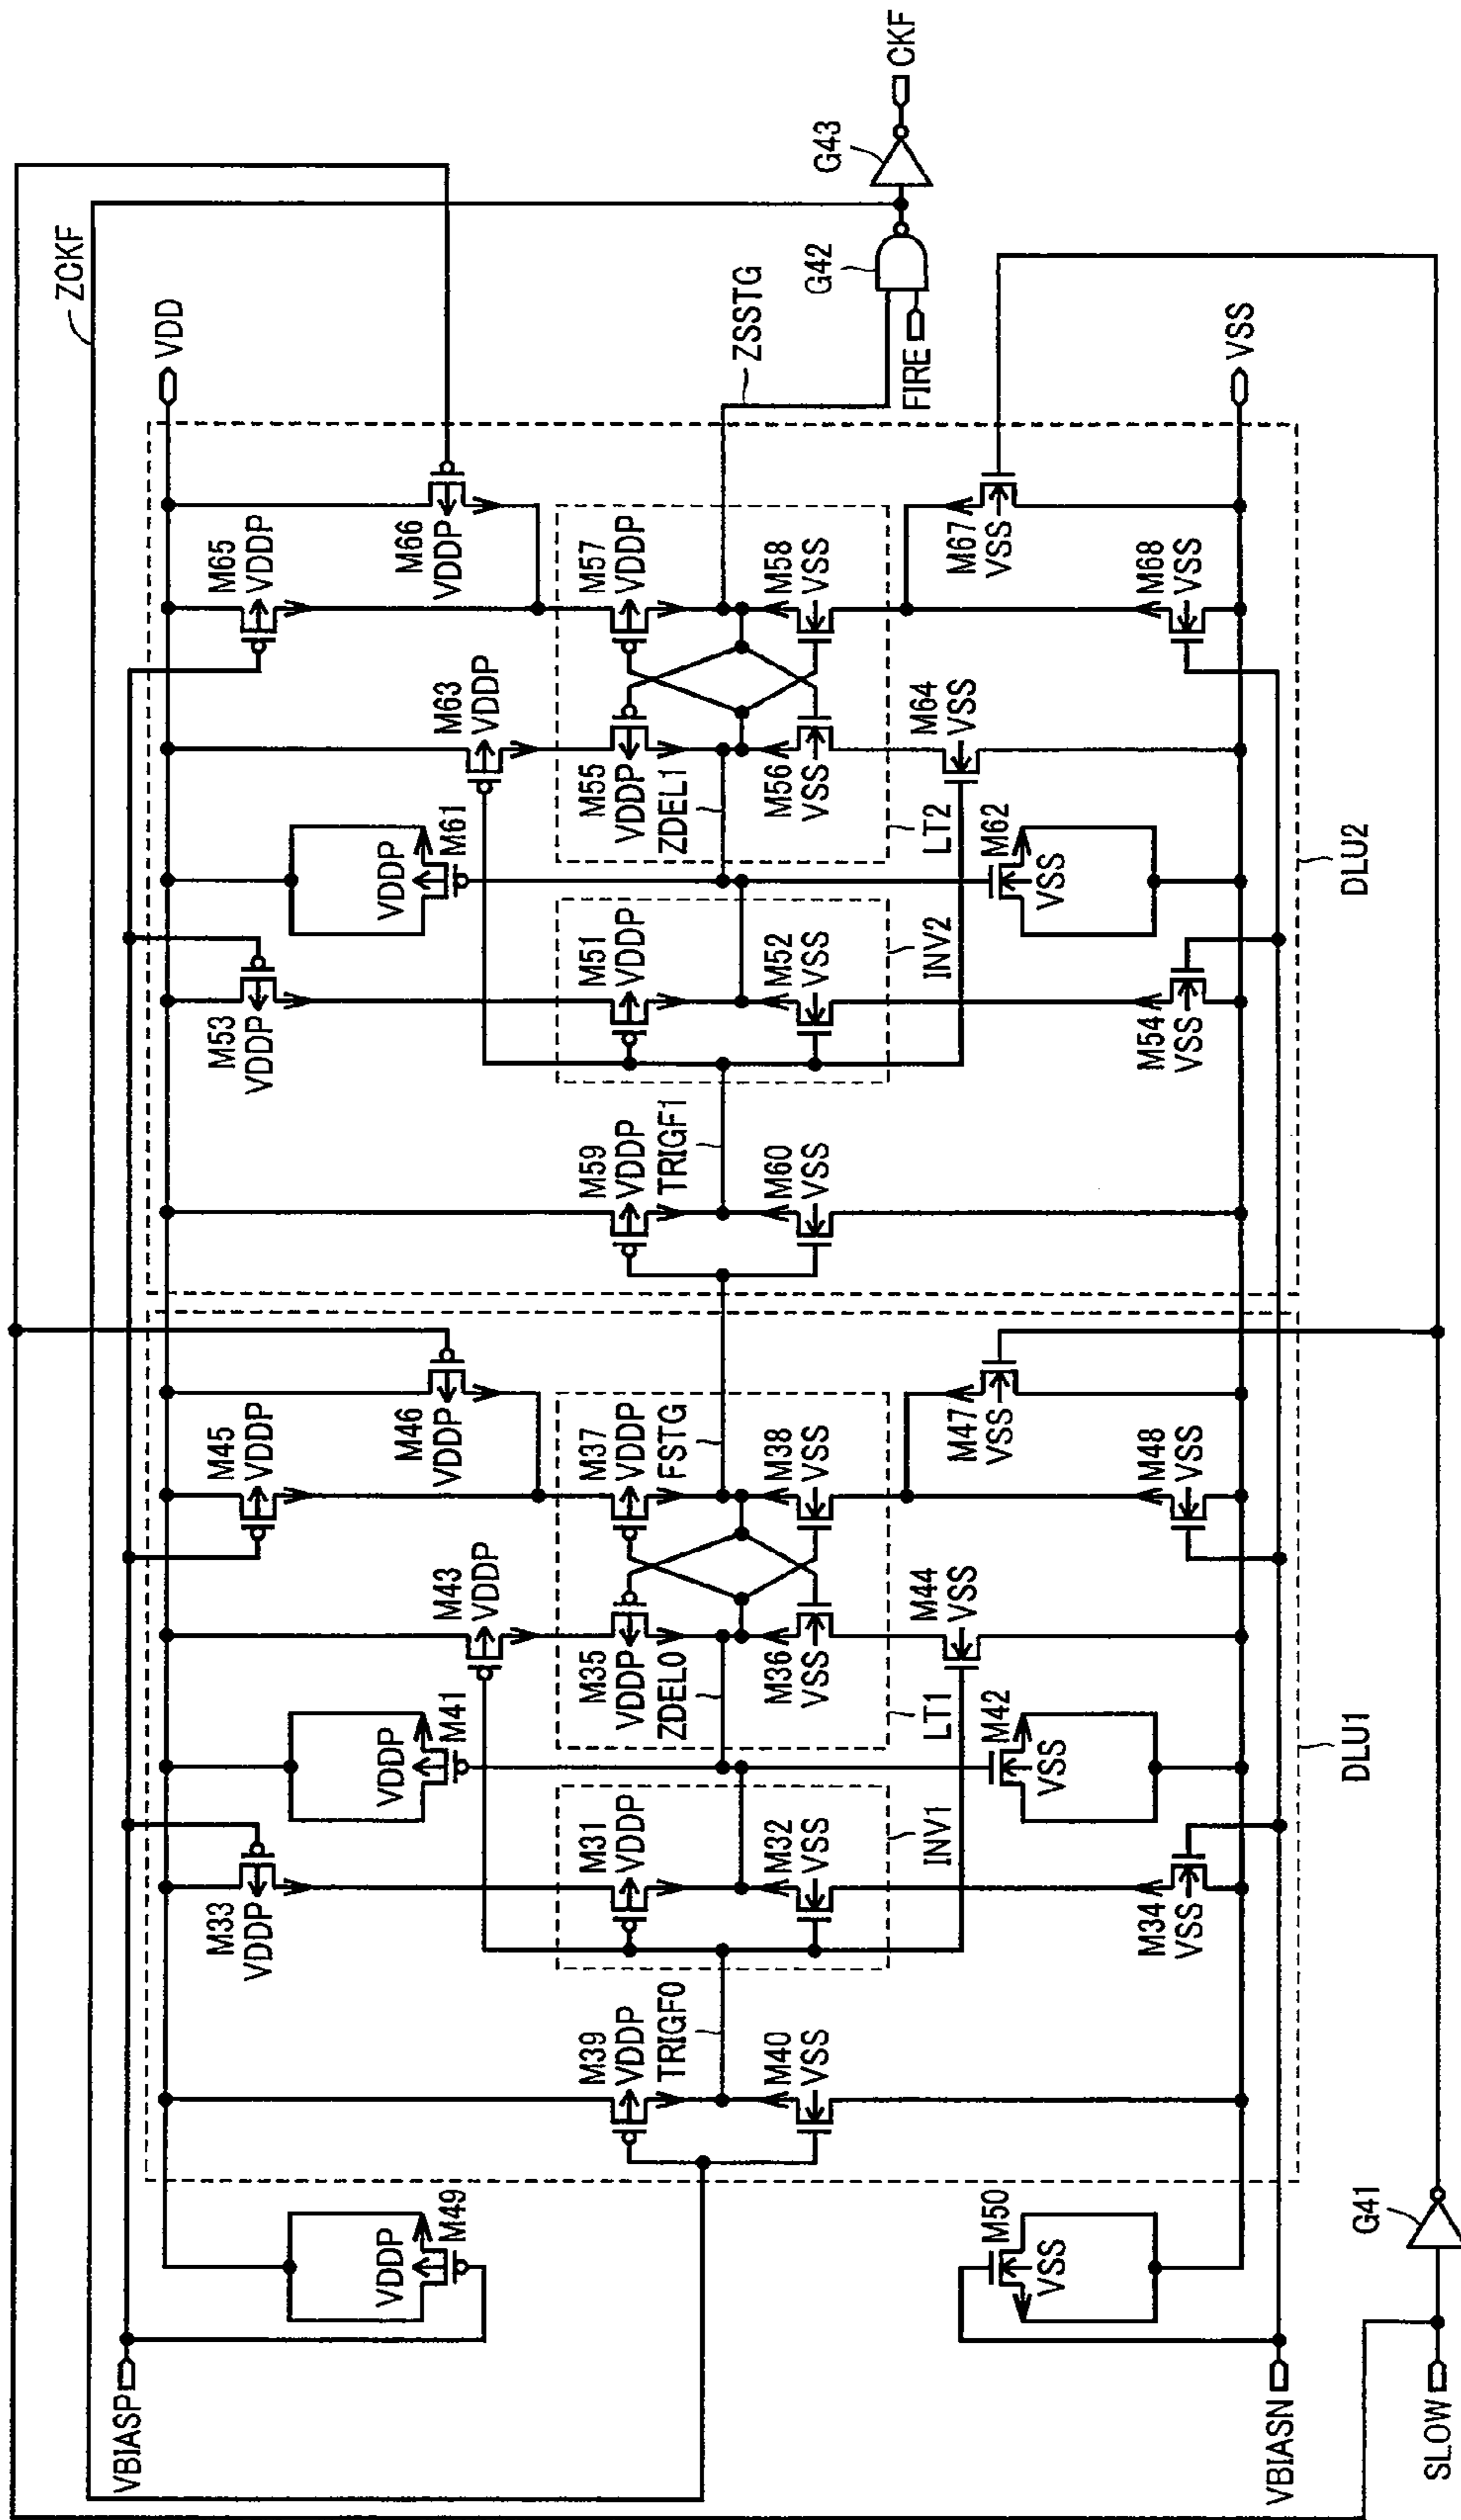 ZCKF
VDD
VBIASP
M49
VDDP
M39
VDDP
TRIGF0
M40
VSS
M50
VSS
M33
VDDP
M31
VDDP
M32
VSS
INV1
M34
VSS
M41
VDDP
M42
VSS
M43
VDDP
M35
VDDP
ZDEL0
M36
VSS
LT1
M44
VSS
M45
VDDP
M46
VDDP
M37
VDDP
FSTG
M38
VSS
M47
VSS
M48
VSS
DLU1
M59
VDDP
TRIGF1
M60
VSS
M53
VDDP
M51
VDDP
M52
VSS
INV2
M54
VSS
M61
VDDP
M62
VSS
M63
VDDP
M55
VDDP
ZDEL1
M56
VSS
LT2
M64
VSS
M65
VDDP
M66
VDDP
M57
VDDP
M58
VSS
M67
VSS
M68
VSS
DLU2
ZSSTG
FIRE
G42
G43
CKF
VSS
VBIASN
SLOW
G41